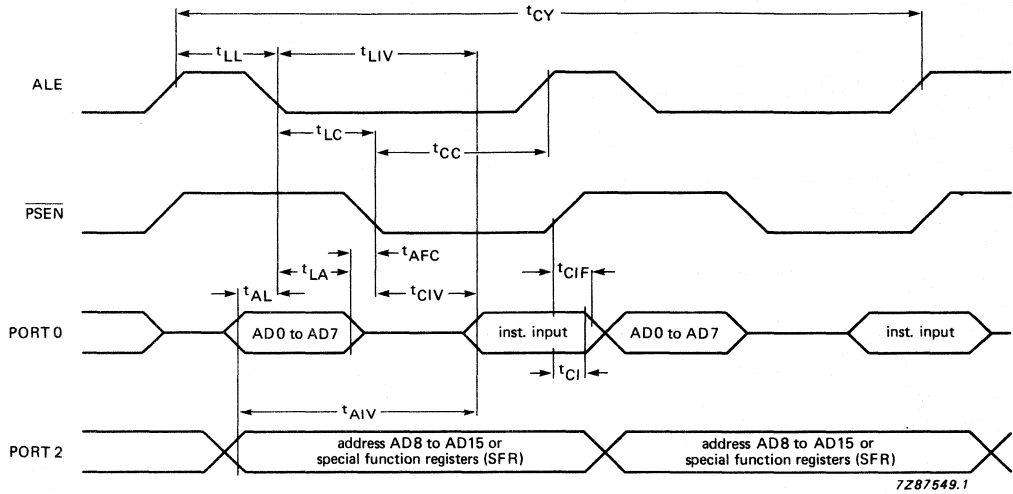 tCY
tLL
tLIV
ALE
tLC
tCC
PSEN
tAFC
tLA
tCIF
tAL
tCIV
PORT 0
AD0 to AD7
inst. input
AD0 to AD7
inst. input
tCI
tAIV
PORT 2
address AD8 to AD15 or
special function registers (SFR)
address AD8 to AD15 or
special function registers (SFR)
7Z87549.1